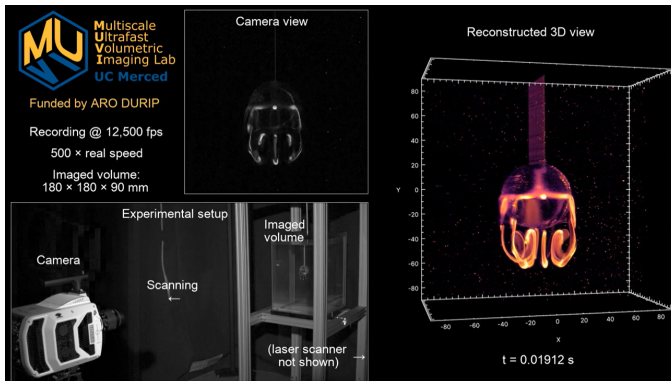 MUVI
Multiscale
Ultrafast
Volumetric
Imaging Lab
UC Merced
Funded by ARO DURIP
Recording @ 12,500 fps
500 × real speed
Imaged volume:
180 × 180 × 90 mm
Camera view
Experimental setup
Camera
Scanning
←
Imaged
volume
(laser scanner
not shown) →
Reconstructed 3D view
80
60
40
20
Y 0
-20
-40
-60
-80
-80 -60 -40 -20 0 20 40 60 80
X
t = 0.01912 s